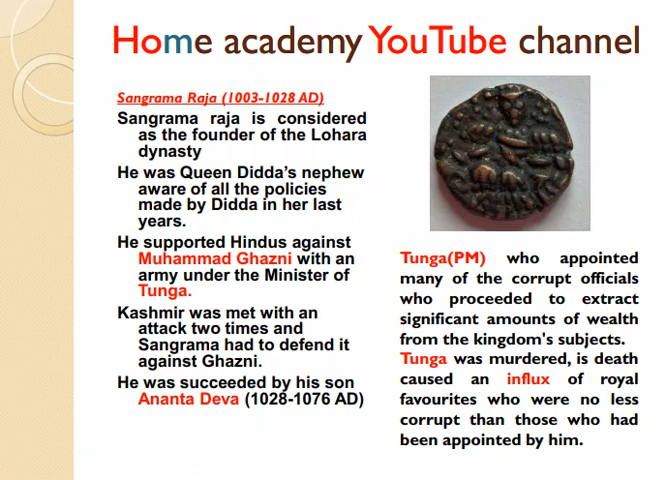 Home academy YouTube channel
Sangrama Raja (1003-1028 AD)
Sangrama raja is considered
as the founder of the Lohara
dynasty
He was Queen Didda's nephew
aware of all the policies
made by Didda in her last
years.
He supported Hindus against
Muhammad Ghazni with an
army under the Minister of
Tunga.
Kashmir was met with an
attack two times and
Sangrama had to defend it
against Ghazni.
He was succeeded by his son
Ananta Deva (1028-1076 AD)
Tunga(PM) who appointed
many of the corrupt officials
who proceeded to extract
significant amounts of wealth
from the kingdom's subjects.
Tunga was murdered, is death
caused an influx of royal
favourites who were no less
corrupt than those who had
been appointed by him.